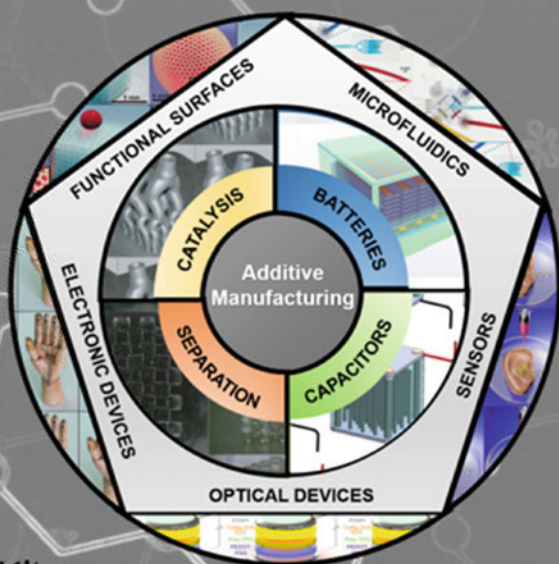 FUNCTIONAL SURFACES
MICROFLUIDICS
CATALYSIS
BATTERIES
Additive
Manufacturing
ELECTRONIC DEVICES
SENSORS
SEPARATION
CAPACITORS
OPTICAL DEVICES